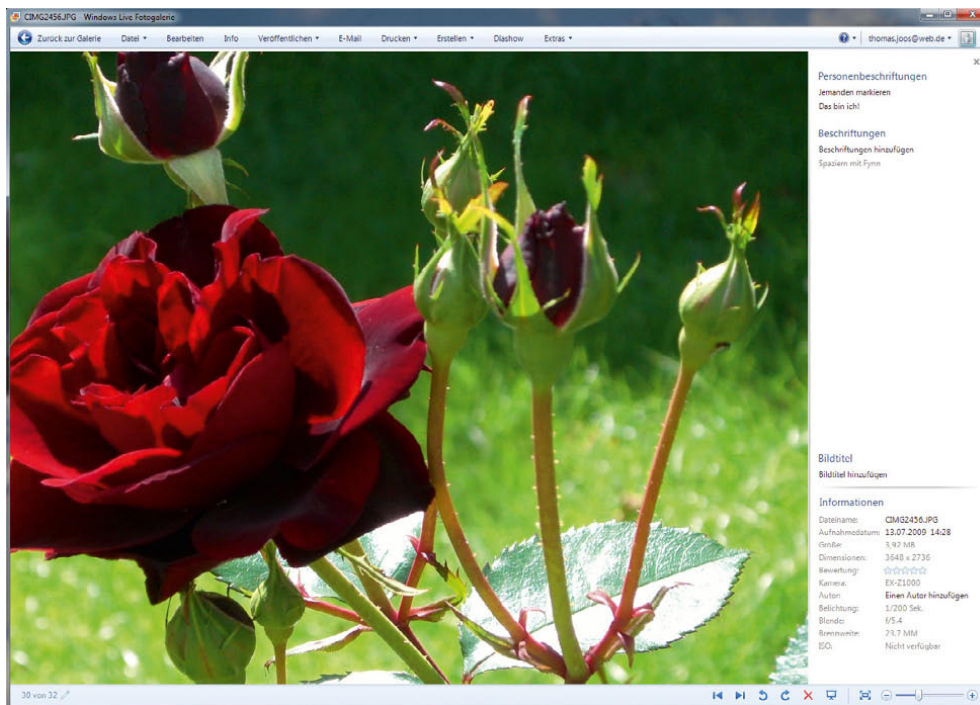 CIMG2456.JPG - Windows Live Fotogalerie
Zurück zur Galerie Datei Bearbeiten Info Veröffentlichen E-Mail Drucken Erstellen Diashow Extras thomas.joos@web.de
Personenbeschriftungen
Jemanden markieren
Das bin ich!
Beschriftungen
Beschriftungen hinzufügen
Spaziern mit Fynn
Bildtitel
Bildtitel hinzufügen
Informationen
Dateiname: CIMG2456.JPG
Aufnahmedatum: 13.07.2009 14:28
Größe: 3,92 MB
Dimensionen: 3648 x 2736
Bewertung:
Kamera: EX-Z1000
Autor: Einen Autor hinzufügen
Belichtung: 1/200 Sek.
Blende: f/5.4
Brennweite: 23.7 MM
ISO: Nicht verfügbar
30 von 32